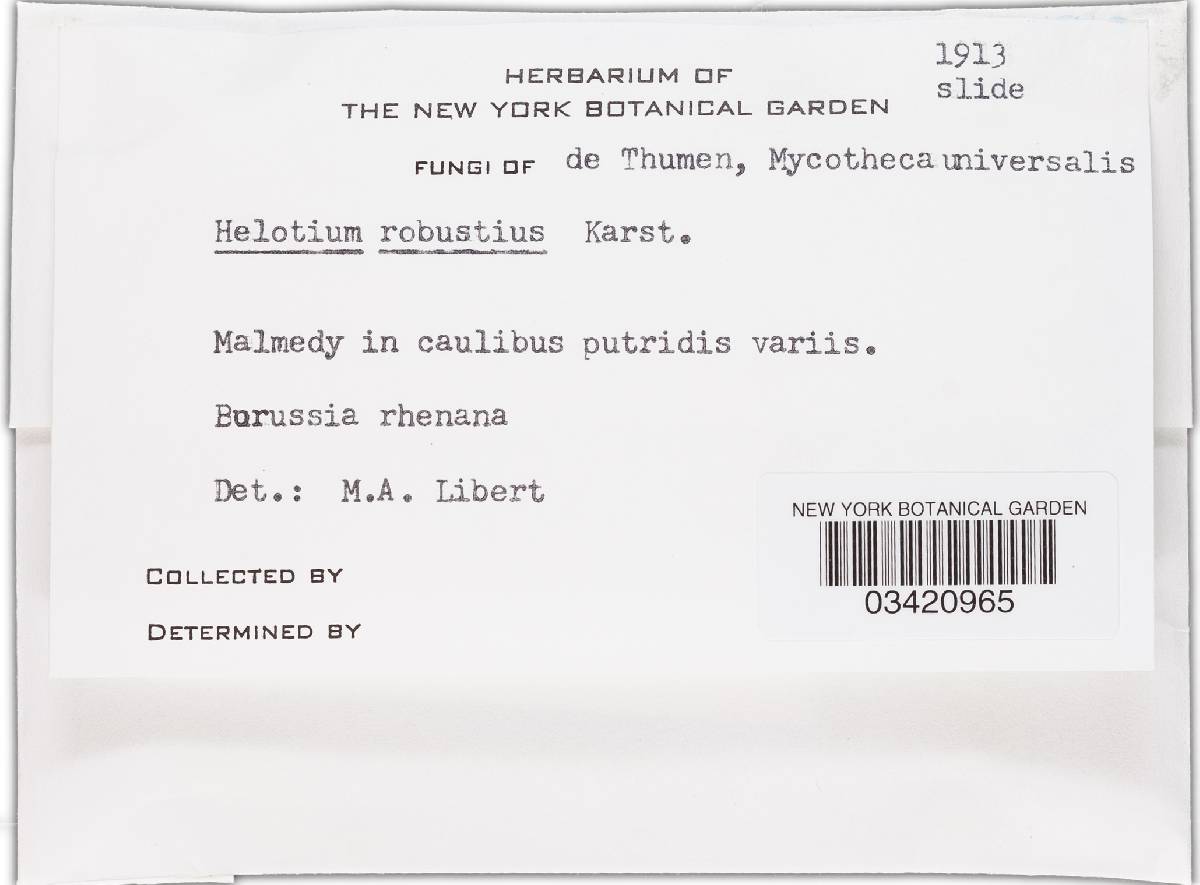 1913
slide
HERBARIUM OF
THE NEW YORK BOTANICAL GARDEN
FUNGI OF de Thumen, Mycotheca universalis
Helotium robustius Karst.
Malmedy in caulibus putridis variis.
Borussia rhenana
Det.: M.A. Libert
COLLECTED BY
DETERMINED BY
NEW YORK BOTANICAL GARDEN
03420965